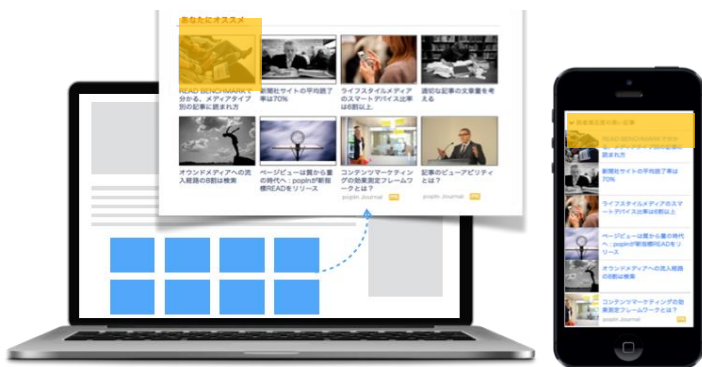 あなたにオススメ
READ BENCHMARKで
分かる、メディアタイプ
別の記事に読まれ方
新聞社サイトの平均読了
率は70%
ライフスタイルメディア
のスマートデバイス比率
は6割以上
適切な記事の文章量を考
える
オウンドメディアへの流
入経路の8割は検索
ページビューは質から量
の時代へ：popInが新指
標READをリリース
コンテンツマーケティン
グの効果測定フレームワ
ークとは？
popIn Journal PR
記事のビューアビリティ
とは？
popIn Journal PR
READ BENCHMARKで分か
る、メディアタイプ別の記事に
読まれ方
新聞社サイトの平均読了率は
70%
ライフスタイルメディアのスマ
ートデバイス比率は6割以上
ページビューは質から量の時代
へ：popInが新指標READをリ
リース
オウンドメディアへの流入経路
の8割は検索
コンテンツマーケティングの効
果測定フレームワークとは？
popIn Journal PR